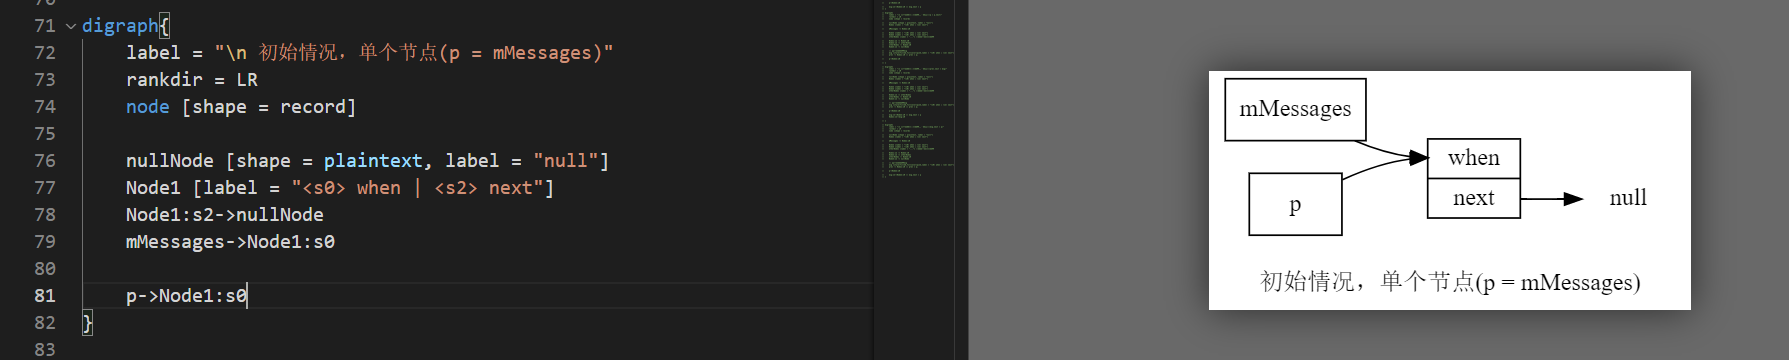 71 digraph{
72 label = "\n 初始情况，单个节点(p = mMessages)"
73 rankdir = LR
74 node [shape = record]
75
76 nullNode [shape = plaintext, label = "null"]
77 Node1 [label = "<s0> when | <s2> next"]
78 Node1:s2->nullNode
79 mMessages->Node1:s0
80
81 p->Node1:s0
82 }
83
mMessages
when
p
next
null
初始情况，单个节点(p = mMessages)